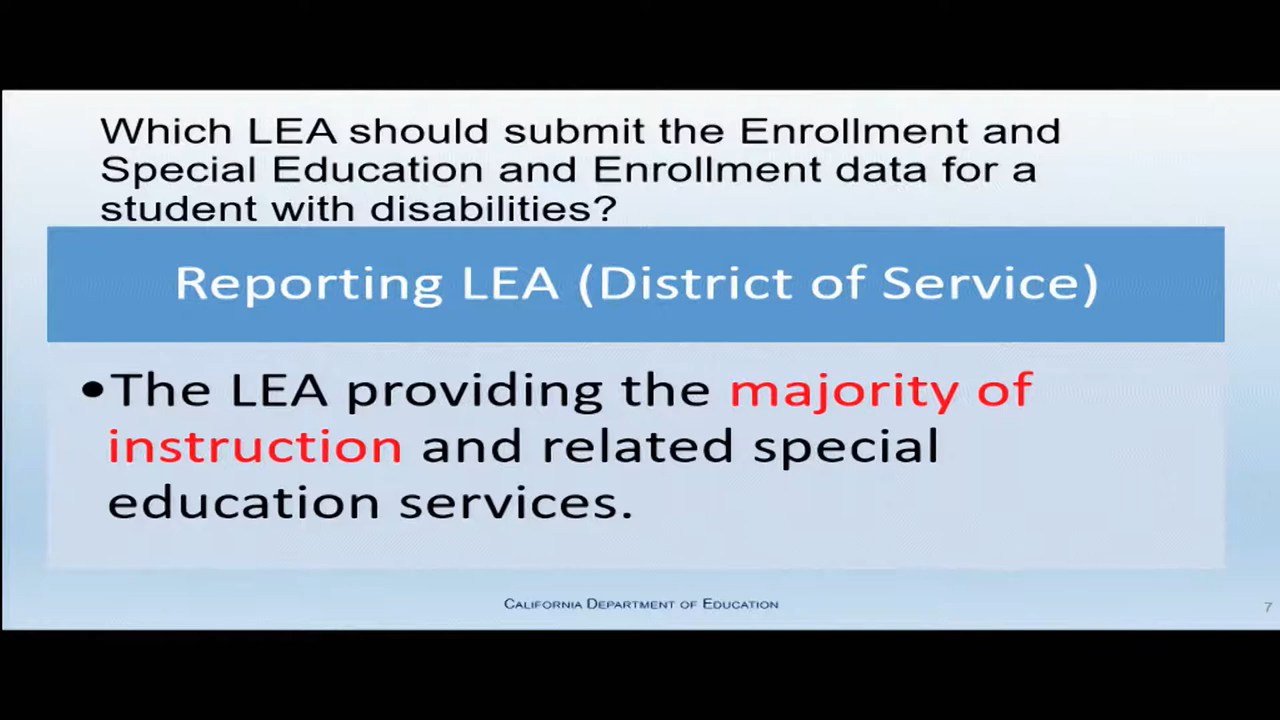 Which LEA should submit the Enrollment and
Special Education and Enrollment data for a
student with disabilities?
Reporting LEA (District of Service)
•The LEA providing the majority of
instruction and related special
education services.
CALIFORNIA DEPARTMENT OF EDUCATION
7